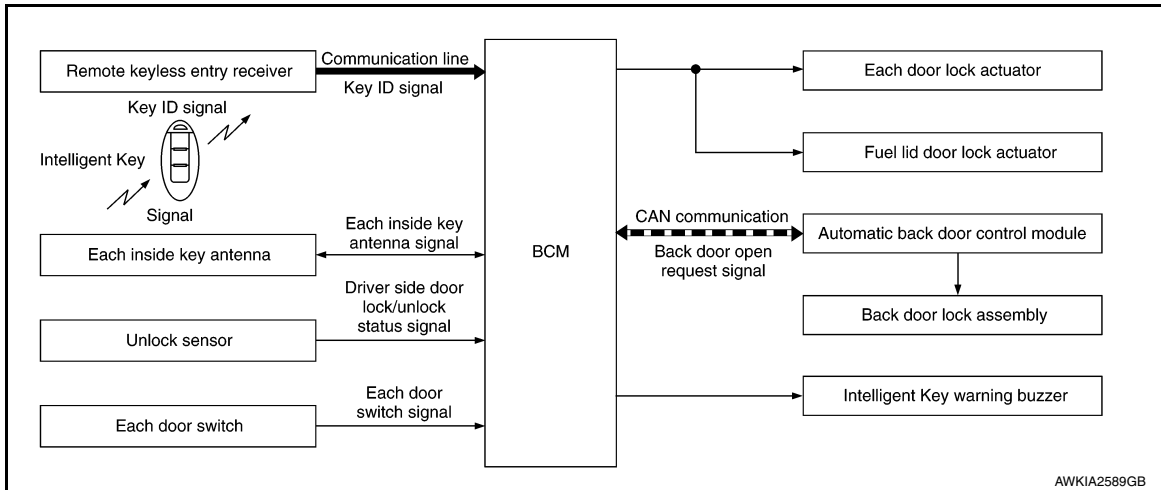 Remote keyless entry receiver
Communication line
Key ID signal
Key ID signal
Intelligent Key
Signal
Each inside key antenna
Each inside key
antenna signal
Driver side door
lock/unlock
status signal
Unlock sensor
Each door
switch signal
Each door switch
BCM
Each door lock actuator
Fuel lid door lock actuator
CAN communication
Back door open
request signal
Automatic back door control module
Back door lock assembly
Intelligent Key warning buzzer
AWKIA2589GB